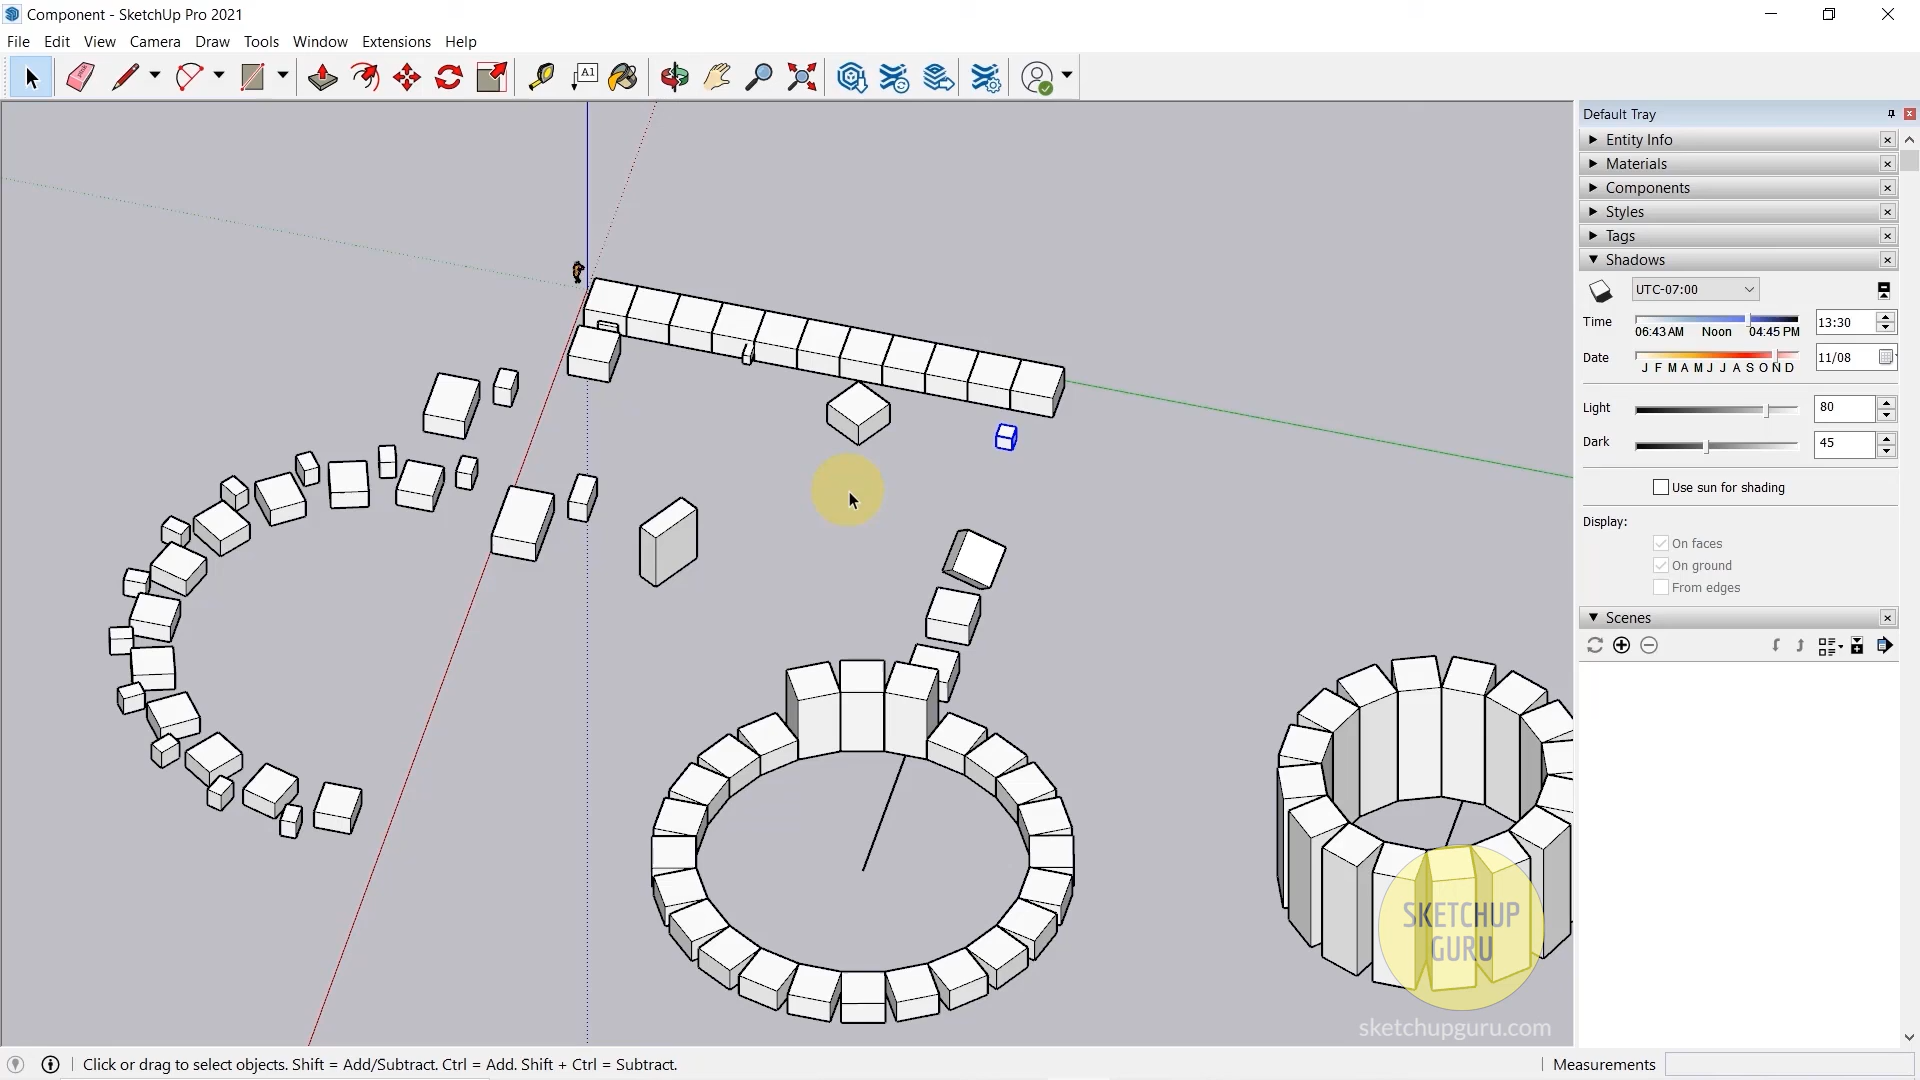 Component - SketchUp Pro 2021
File Edit View Camera Draw Tools Window Extensions Help
A1
Default Tray
Entity Info
Materials
Components
Styles
Tags
Shadows
UTC-07:00
Time 06:43 AM Noon 04:45 PM 13:30
Date J F M A M J J A S O N D 11/08
Light 80
Dark 45
Use sun for shading
Display:
On faces
On ground
From edges
Scenes
SKETCHUP
GURU
sketchupguru.com
Click or drag to select objects. Shift = Add/Subtract. Ctrl = Add. Shift + Ctrl = Subtract.
Measurements